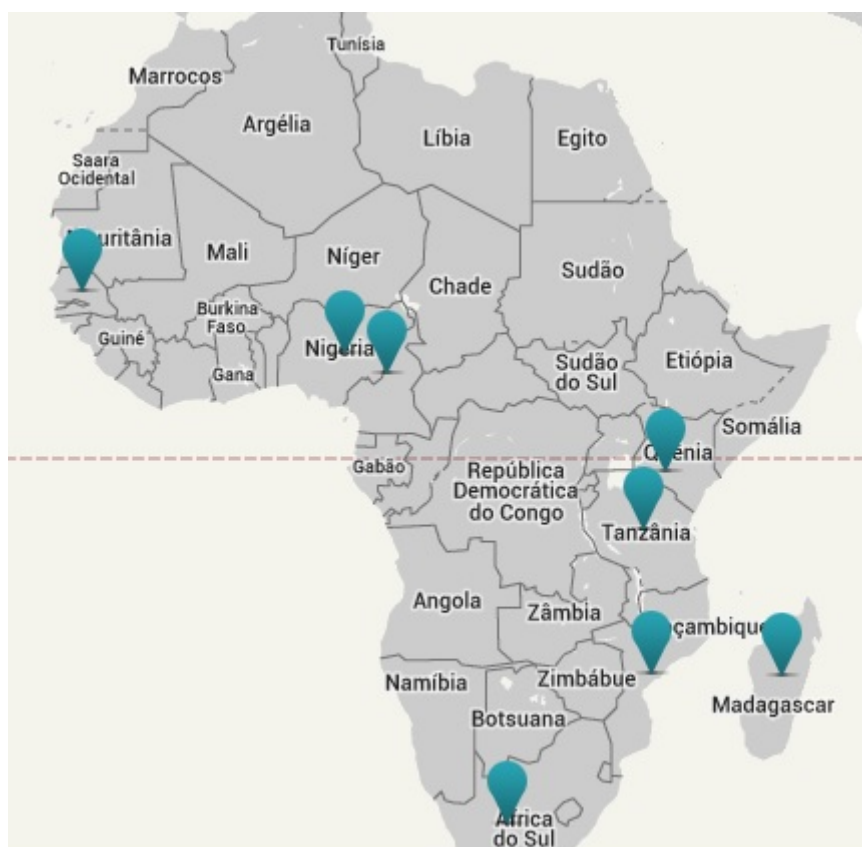 Tunísia
Marrocos
Argélia
Líbia
Egito
Saara
Ocidental
Mali
Níger
Chade
Sudão
Burkina
Faso
Guiné
Gana
Sudão
do Sul
Etiópia
Somália
Gabão
República
Democrática
do Congo
Tanzânia
Angola
Zâmbia
Namíbia
Zimbábue
Botsuana
Madagascar
África
do Sul